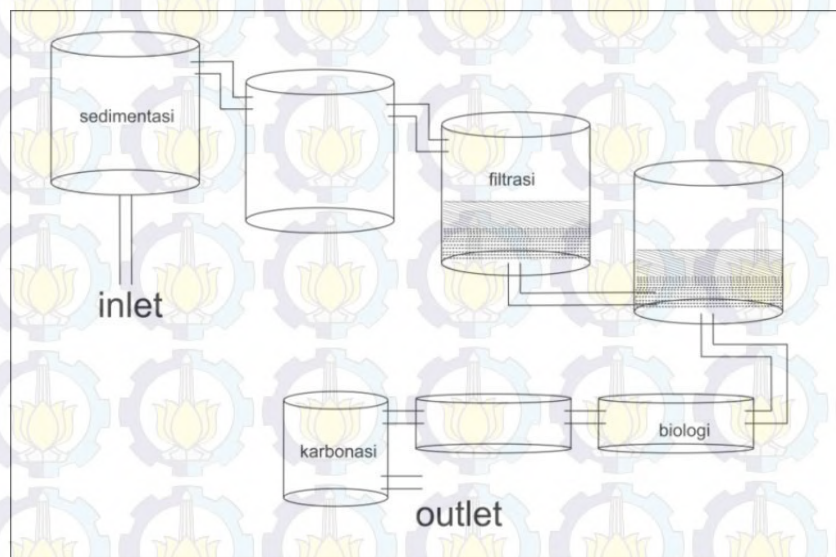 sedimentasi
filtrasi
inlet
biologi
karbonasi
outlet